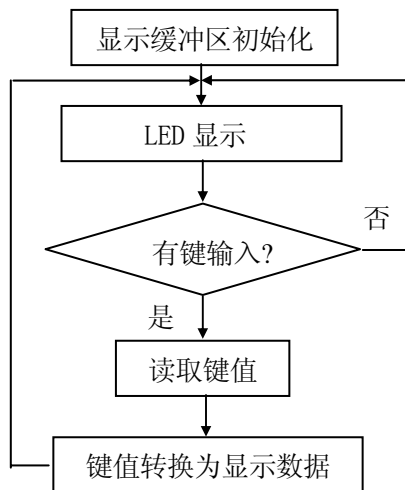 显示缓冲区初始化
LED 显示
否
有键输入?
是
读取键值
键值转换为显示数据